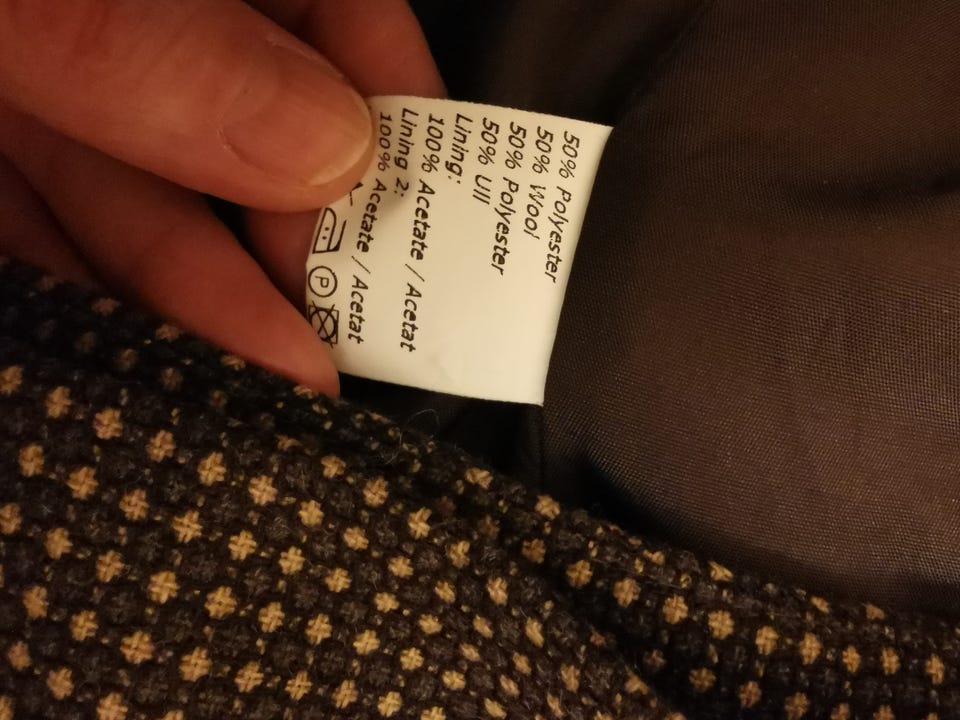 50% Polyester
50% Wool
50% Polyester
50% Ull
Lining:
100% Acetate / Acetat
Lining 2:
100% Acetate / Acetat
P